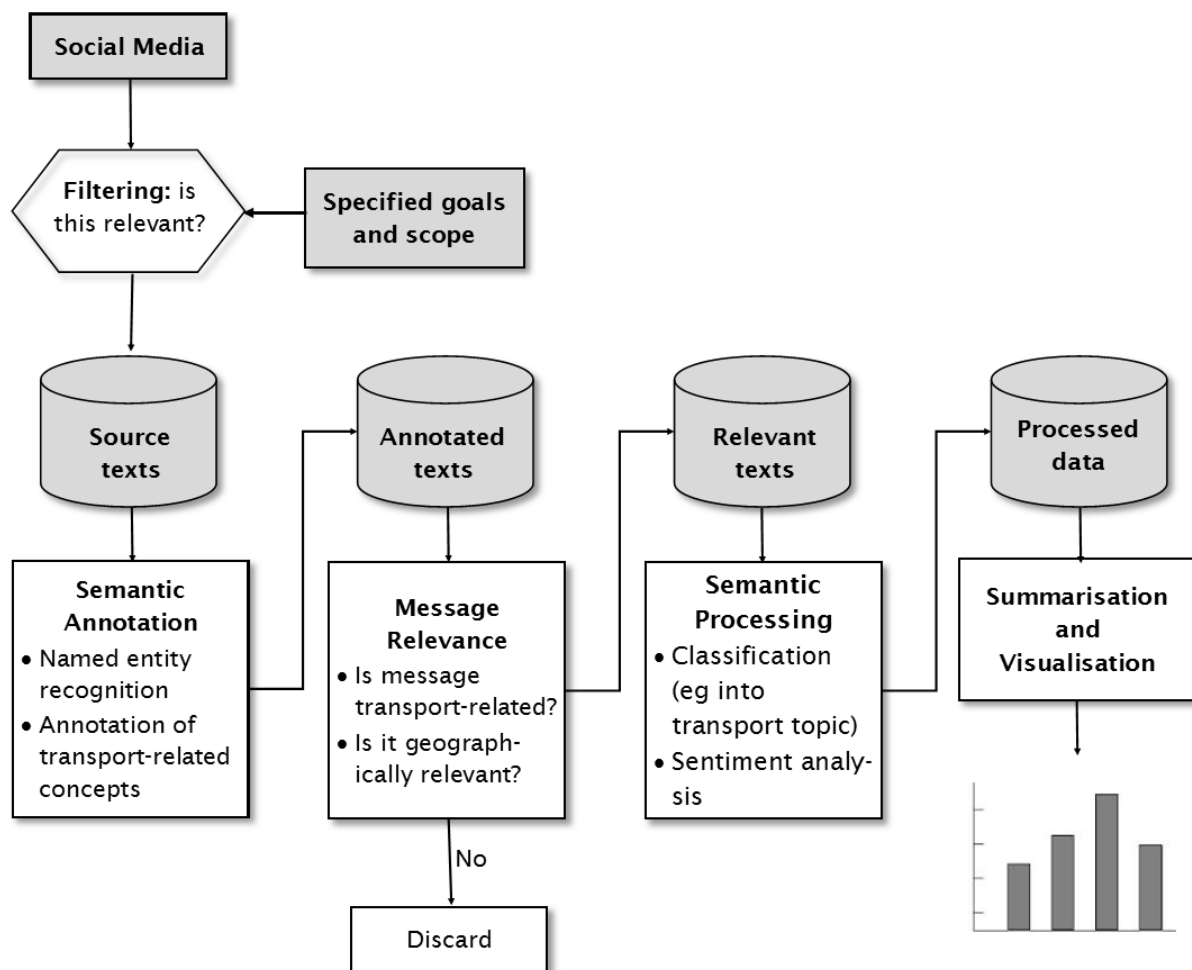 Social Media
Filtering: is
this relevant?
Specified goals
and scope
Source
texts
Annotated
texts
Relevant
texts
Processed
data
Semantic
Annotation
• Named entity
recognition
• Annotation of
transport-related
concepts
Message
Relevance
• Is message
transport-related?
• Is it geograph-
ically relevant?
Semantic
Processing
• Classification
(eg into
transport topic)
• Sentiment analy-
sis
Summarisation
and
Visualisation
No
Discard